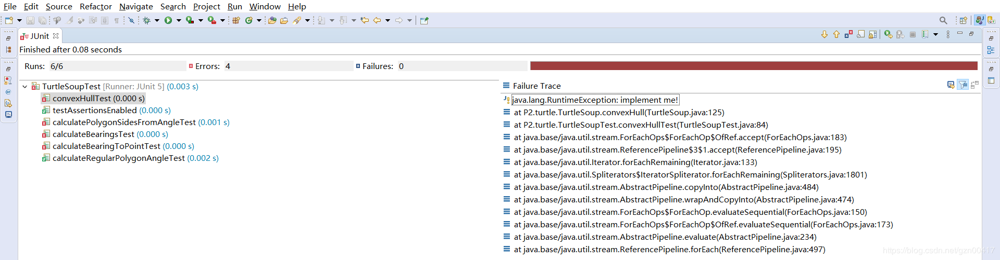 File Edit Source Refactor Navigate Search Project Run Window Help
JUnit
Finished after 0.08 seconds
Runs: 6/6 Errors: 4 Failures: 0
TurtleSoupTest [Runner: JUnit 5] (0.003 s)
convexHullTest (0.000 s)
testAssertionsEnabled (0.000 s)
calculatePolygonSidesFromAngleTest (0.001 s)
calculateBearingsTest (0.000 s)
calculateBearingToPointTest (0.000 s)
calculateRegularPolygonAngleTest (0.002 s)
Failure Trace
java.lang.RuntimeException: implement me!
at P2.turtle.TurtleSoup.convexHull(TurtleSoup.java:125)
at P2.turtle.TurtleSoupTest.convexHullTest(TurtleSoupTest.java:84)
at java.base/java.util.stream.ForEachOps$ForEachOp$OfRef.accept(ForEachOps.java:183)
at java.base/java.util.stream.ReferencePipeline$3$1.accept(ReferencePipeline.java:195)
at java.base/java.util.Iterator.forEachRemaining(Iterator.java:133)
at java.base/java.util.Spliterators$IteratorSpliterator.forEachRemaining(Spliterators.java:1801)
at java.base/java.util.stream.AbstractPipeline.copyInto(AbstractPipeline.java:484)
at java.base/java.util.stream.AbstractPipeline.wrapAndCopyInto(AbstractPipeline.java:474)
at java.base/java.util.stream.ForEachOps$ForEachOp.evaluateSequential(ForEachOps.java:150)
at java.base/java.util.stream.ForEachOps$ForEachOp$OfRef.evaluateSequential(ForEachOps.java:173)
at java.base/java.util.stream.AbstractPipeline.evaluate(AbstractPipeline.java:234)
at java.base/java.util.stream.ReferencePipeline.forEach(ReferencePipeline.java:497)
https://blog.csdn.net/gzn00417